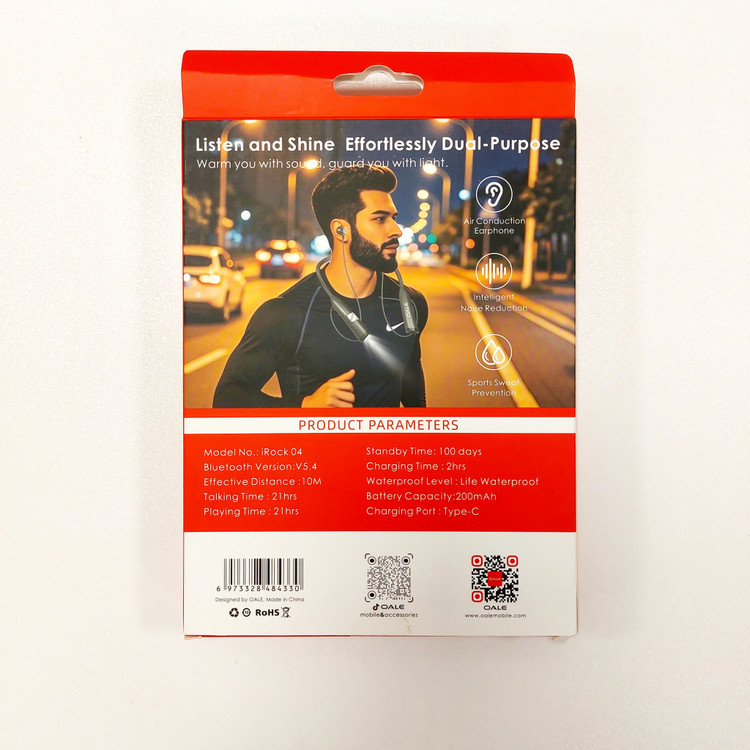 Listen and Shine Effortlessly Dual-Purpose
Warm you with sound, guard you with light.
Air Conduction
Earphone
Intelligent
Noise Reduction
Sports Sweat
Prevention
PRODUCT PARAMETERS
Model No.: iRock 04
Bluetooth Version:V5.4
Effective Distance :10M
Talking Time : 21hrs
Playing Time : 21hrs
Standby Time: 100 days
Charging Time : 2hrs
Waterproof Level : Life Waterproof
Battery Capacity:200mAh
Charging Port : Type-C
6 973328 484330
Designed by OALE, Made in China
RoHS
OALE
mobile&accessories
OALE
www.oalemobile.com